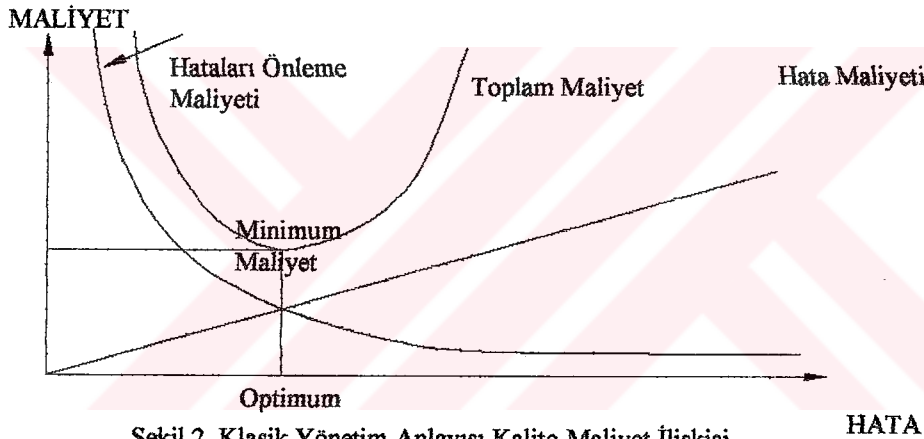 MALİYET
Hataları Önleme
Maliyeti
Toplam Maliyet
Hata Maliyeti
Minimum
Maliyet
Optimum
HATA
Şekil 2. Klasik Yönetim Anlayışı Kalite-Maliyet İlişkisi